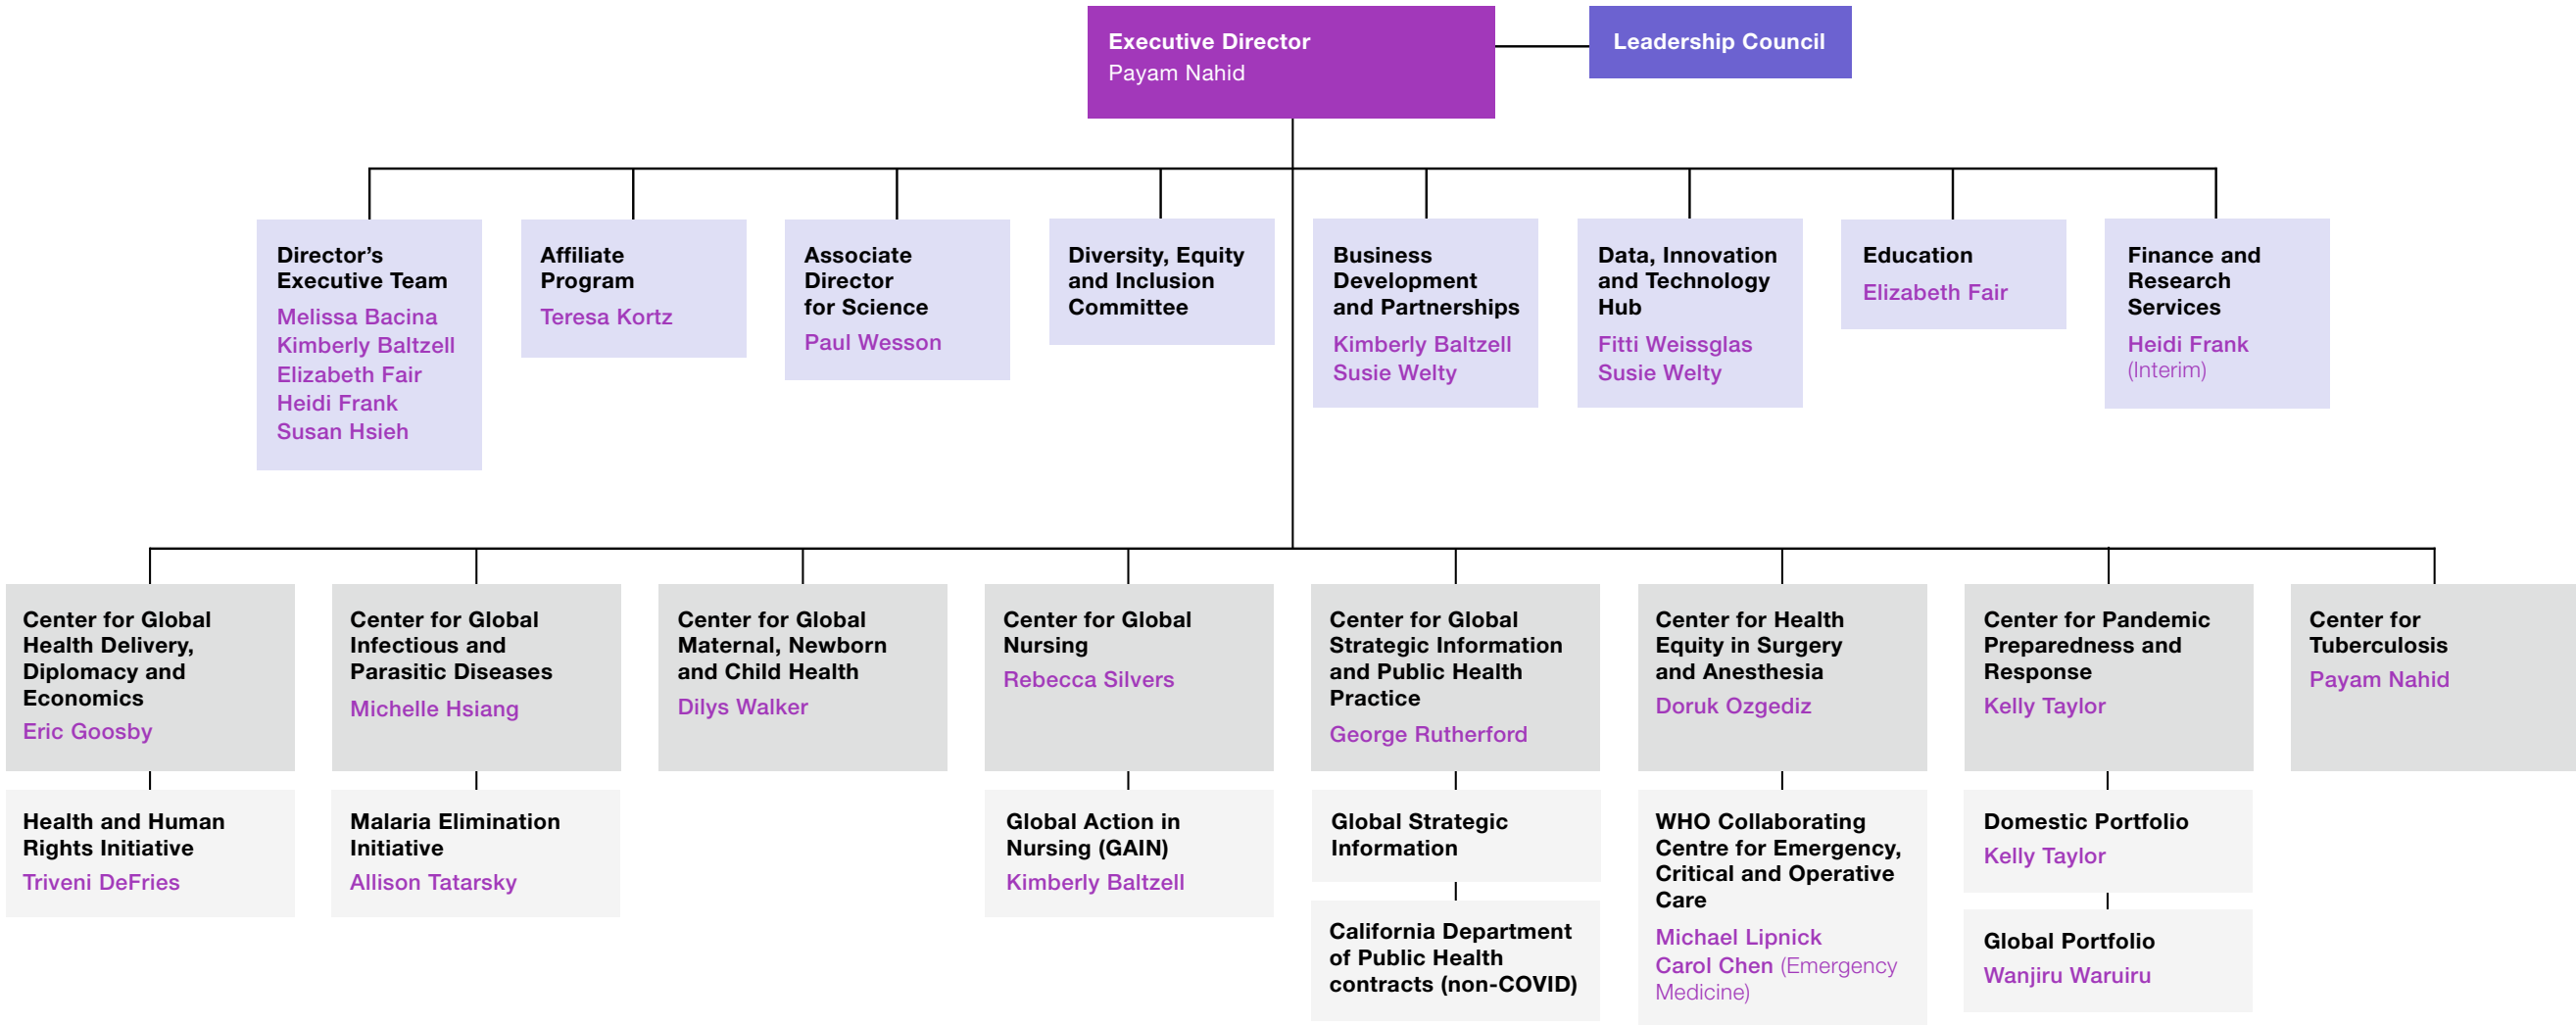 Executive Director
Payam Nahid
Leadership Council
Director’s
Executive Team
Melissa Bacina
Kimberly Baltzell
Elizabeth Fair
Heidi Frank
Susan Hsieh
Affiliate
Program
Teresa Kortz
Associate
Director
for Science
Paul Wesson
Diversity, Equity
and Inclusion
Committee
Business
Development
and Partnerships
Kimberly Baltzell
Susie Welty
Data, Innovation
and Technology
Hub
Fitti Weissglas
Susie Welty
Education
Elizabeth Fair
Finance and
Research
Services
Heidi Frank
(Interim)
Center for Global
Health Delivery,
Diplomacy and
Economics
Eric Goosby
Center for Global
Infectious and
Parasitic Diseases
Michelle Hsiang
Center for Global
Maternal, Newborn
and Child Health
Dilys Walker
Center for Global
Nursing
Rebecca Silvers
Center for Global
Strategic Information
and Public Health
Practice
George Rutherford
Center for Health
Equity in Surgery
and Anesthesia
Doruk Ozgediz
Center for Pandemic
Preparedness and
Response
Kelly Taylor
Center for
Tuberculosis
Payam Nahid
Health and Human
Rights Initiative
Triveni DeFries
Malaria Elimination
Initiative
Allison Tatarsky
Global Action in
Nursing (GAIN)
Kimberly Baltzell
Global Strategic
Information
California Department
of Public Health
contracts (non-COVID)
WHO Collaborating
Centre for Emergency,
Critical and Operative
Care
Michael Lipnick
Carol Chen (Emergency
Medicine)
Domestic Portfolio
Kelly Taylor
Global Portfolio
Wanjiru Waruiru